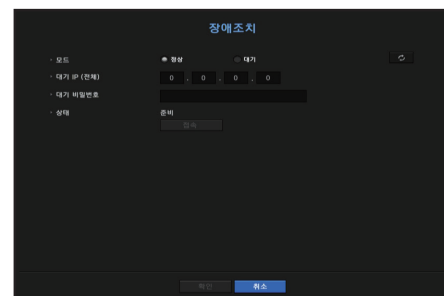 장애조치
· 모드 정상 대기
· 대기 IP (전체) 0 . 0 . 0 . 0
· 대기 비밀번호
· 상태 준비
접속
확인 취소